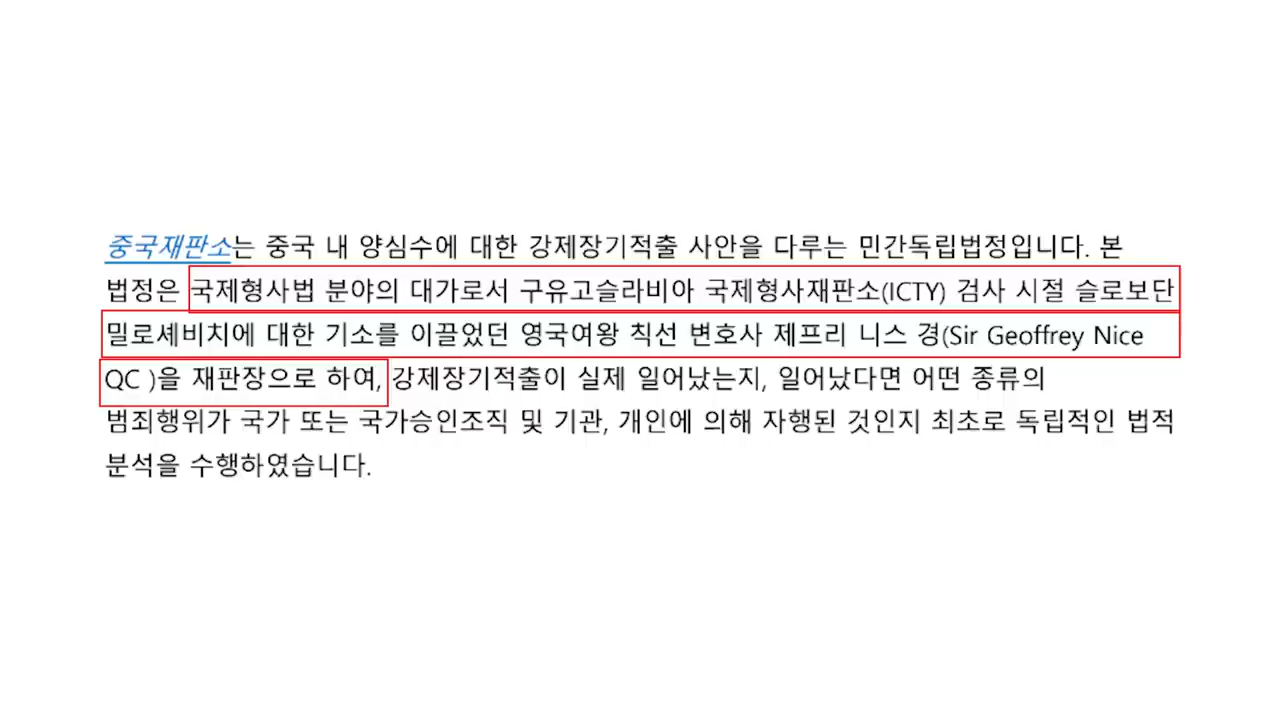 중국재판소는 중국 내 양심수에 대한 강제장기적출 사안을 다루는 민간독립법정입니다. 본
법정은 국제형사법 분야의 대가로서 구유고슬라비아 국제형사재판소(ICTY) 검사 시절 슬로보단
밀로셰비치에 대한 기소를 이끌었던 영국여왕 칙선 변호사 제프리 니스 경(Sir Geoffrey Nice
QC )을 재판장으로 하여, 강제장기적출이 실제 일어났는지, 일어났다면 어떤 종류의
범죄행위가 국가 또는 국가승인조직 및 기관, 개인에 의해 자행된 것인지 최초로 독립적인 법적
분석을 수행하였습니다.